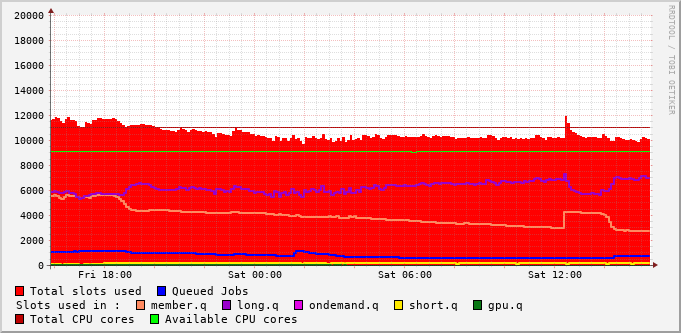 RRDTOOL / TOBI OETIKER
20000
18000
16000
14000
12000
10000
8000
6000
4000
2000
0
Fri 18:00 Sat 00:00 Sat 06:00 Sat 12:00
Total slots used Queued Jobs
Slots used in : member.q long.q ondemand.q short.q gpu.q
Total CPU cores Available CPU cores